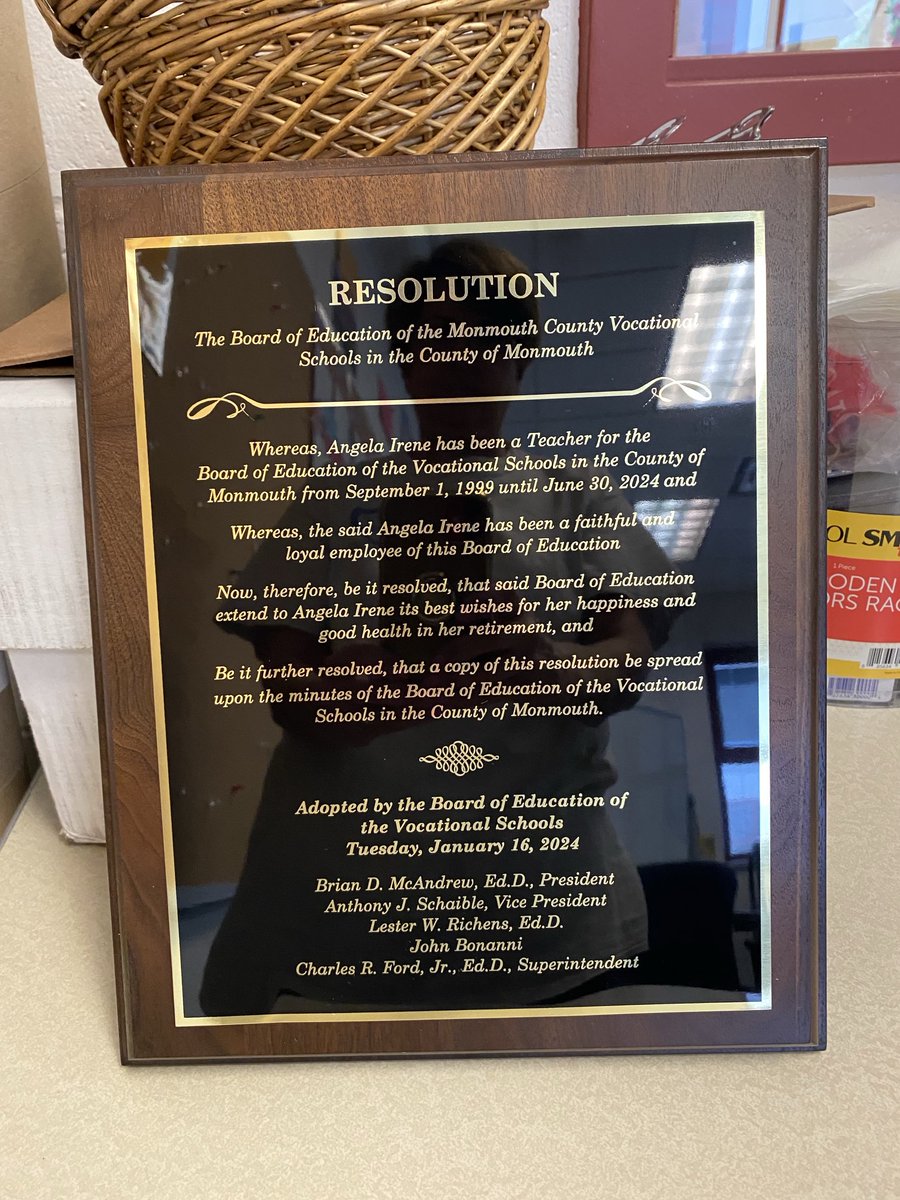 RESOLUTION
The Board of Education of the Monmouth County Vocational
Schools in the County of Monmouth
Whereas, Angela Irene has been a Teacher for the
Board of Education of the Vocational Schools in the County of
Monmouth from September 1, 1999 until June 30, 2024 and
Whereas, the said Angela Irene has been a faithful and
loyal employee of this Board of Education
Now, therefore, be it resolved, that said Board of Education
extend to Angela Irene its best wishes for her happiness and
good health in her retirement, and
Be it further resolved, that a copy of this resolution be spread
upon the minutes of the Board of Education of the Vocational
Schools in the County of Monmouth.
Adopted by the Board of Education of
the Vocational Schools
Tuesday, January 16, 2024
Brian D. McAndrew, Ed.D., President
Anthony J. Schaible, Vice President
Lester W. Richens, Ed.D.
John Bonanni
Charles R. Ford, Jr., Ed.D., Superintendent
OL SM
1 Piece
ODEN
ORS RAC